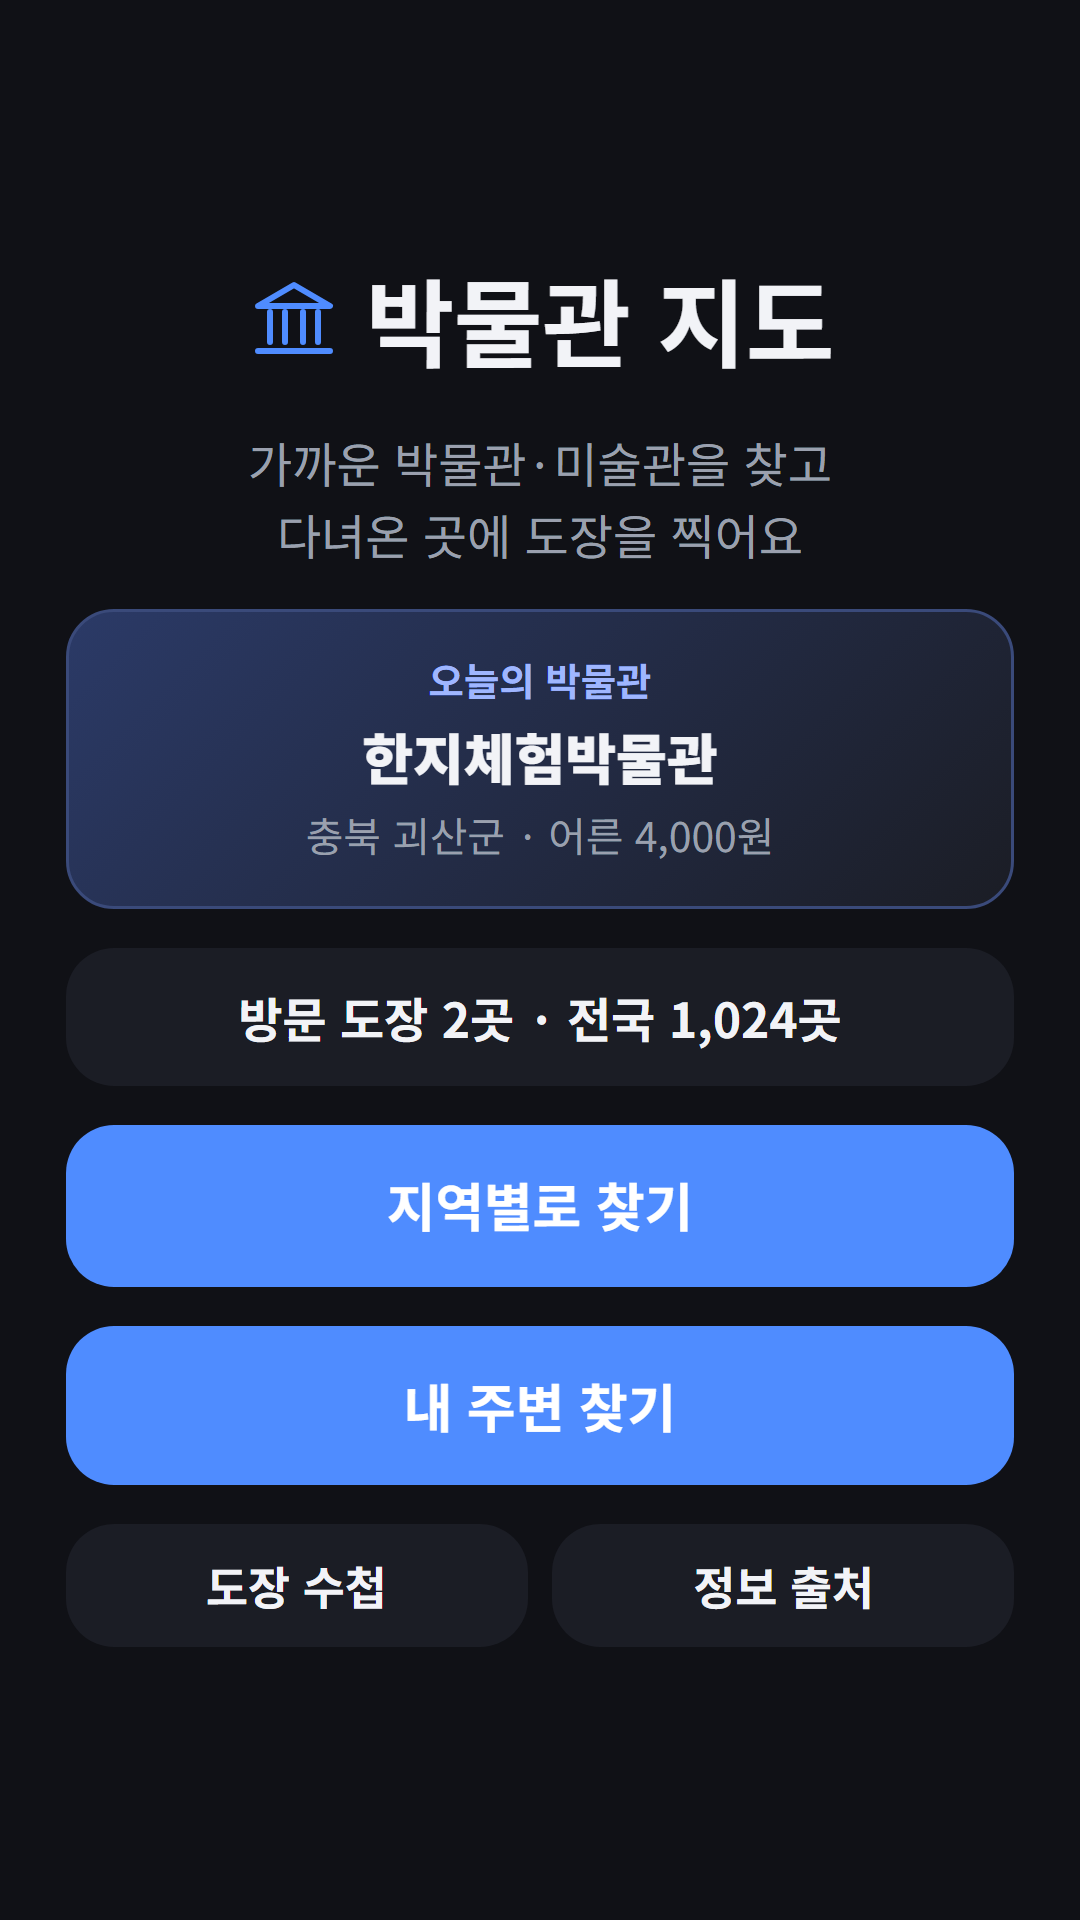 박물관 지도
가까운 박물관·미술관을 찾고
다녀온 곳에 도장을 찍어요
오늘의 박물관
한지체험박물관
충북 괴산군 · 어른 4,000원
방문 도장 2곳 · 전국 1,024곳
지역별로 찾기
내 주변 찾기
도장 수첩
정보 출처